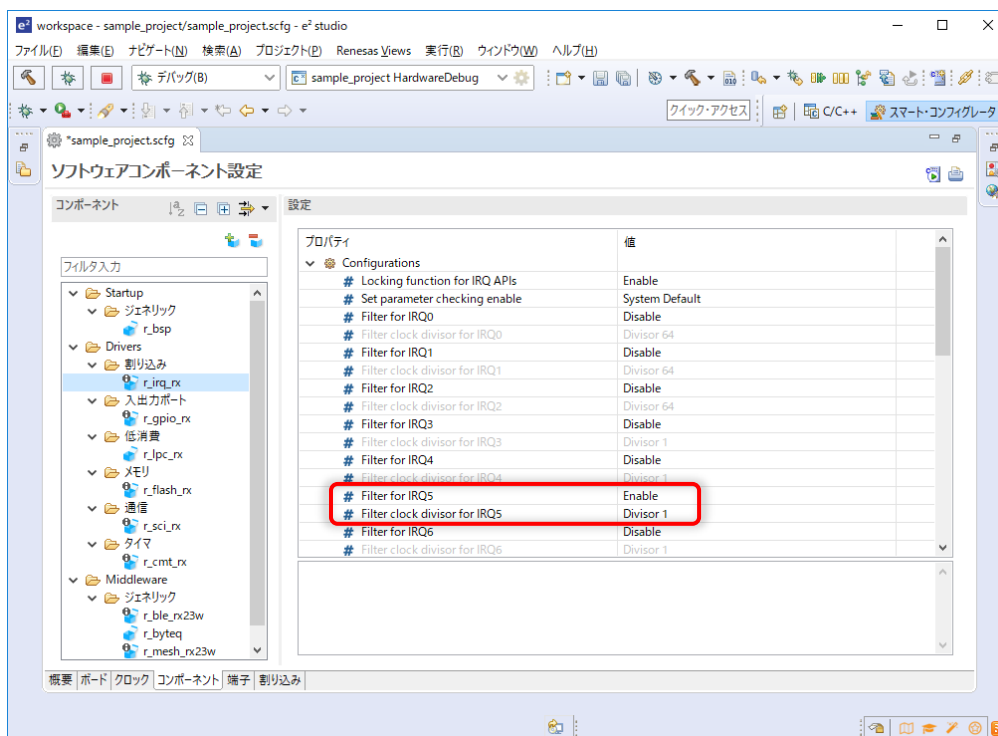 e² workspace - sample_project/sample_project.scfg - e² studio
ファイル(F) 編集(E) ナビゲート(N) 検索(A) プロジェクト(P) Renesas Views 実行(R) ウィンドウ(W) ヘルプ(H)
デバッグ(B) sample_project HardwareDebug
クイック・アクセス C/C++ スマート・コンフィグレータ
*sample_project.scfg
ソフトウェアコンポーネント設定
コンポーネント
フィルタ入力
Startup
ジェネリック
r_bsp
Drivers
割り込み
r_irq_rx
入出力ポート
r_gpio_rx
低消費
r_lpc_rx
メモリ
r_flash_rx
通信
r_sci_rx
タイマ
r_cmt_rx
Middleware
ジェネリック
r_ble_rx23w
r_byteq
r_mesh_rx23w
設定
プロパティ 値
Configurations
# Locking function for IRQ APIs Enable
# Set parameter checking enable System Default
# Filter for IRQ0 Disable
# Filter clock divisor for IRQ0 Divisor 64
# Filter for IRQ1 Disable
# Filter clock divisor for IRQ1 Divisor 64
# Filter for IRQ2 Disable
# Filter clock divisor for IRQ2 Divisor 64
# Filter for IRQ3 Disable
# Filter clock divisor for IRQ3 Divisor 1
# Filter for IRQ4 Disable
# Filter clock divisor for IRQ4 Divisor 1
# Filter for IRQ5 Enable
# Filter clock divisor for IRQ5 Divisor 1
# Filter for IRQ6 Disable
# Filter clock divisor for IRQ6 Divisor 1
概要 ボード クロック コンポーネント 端子 割り込み